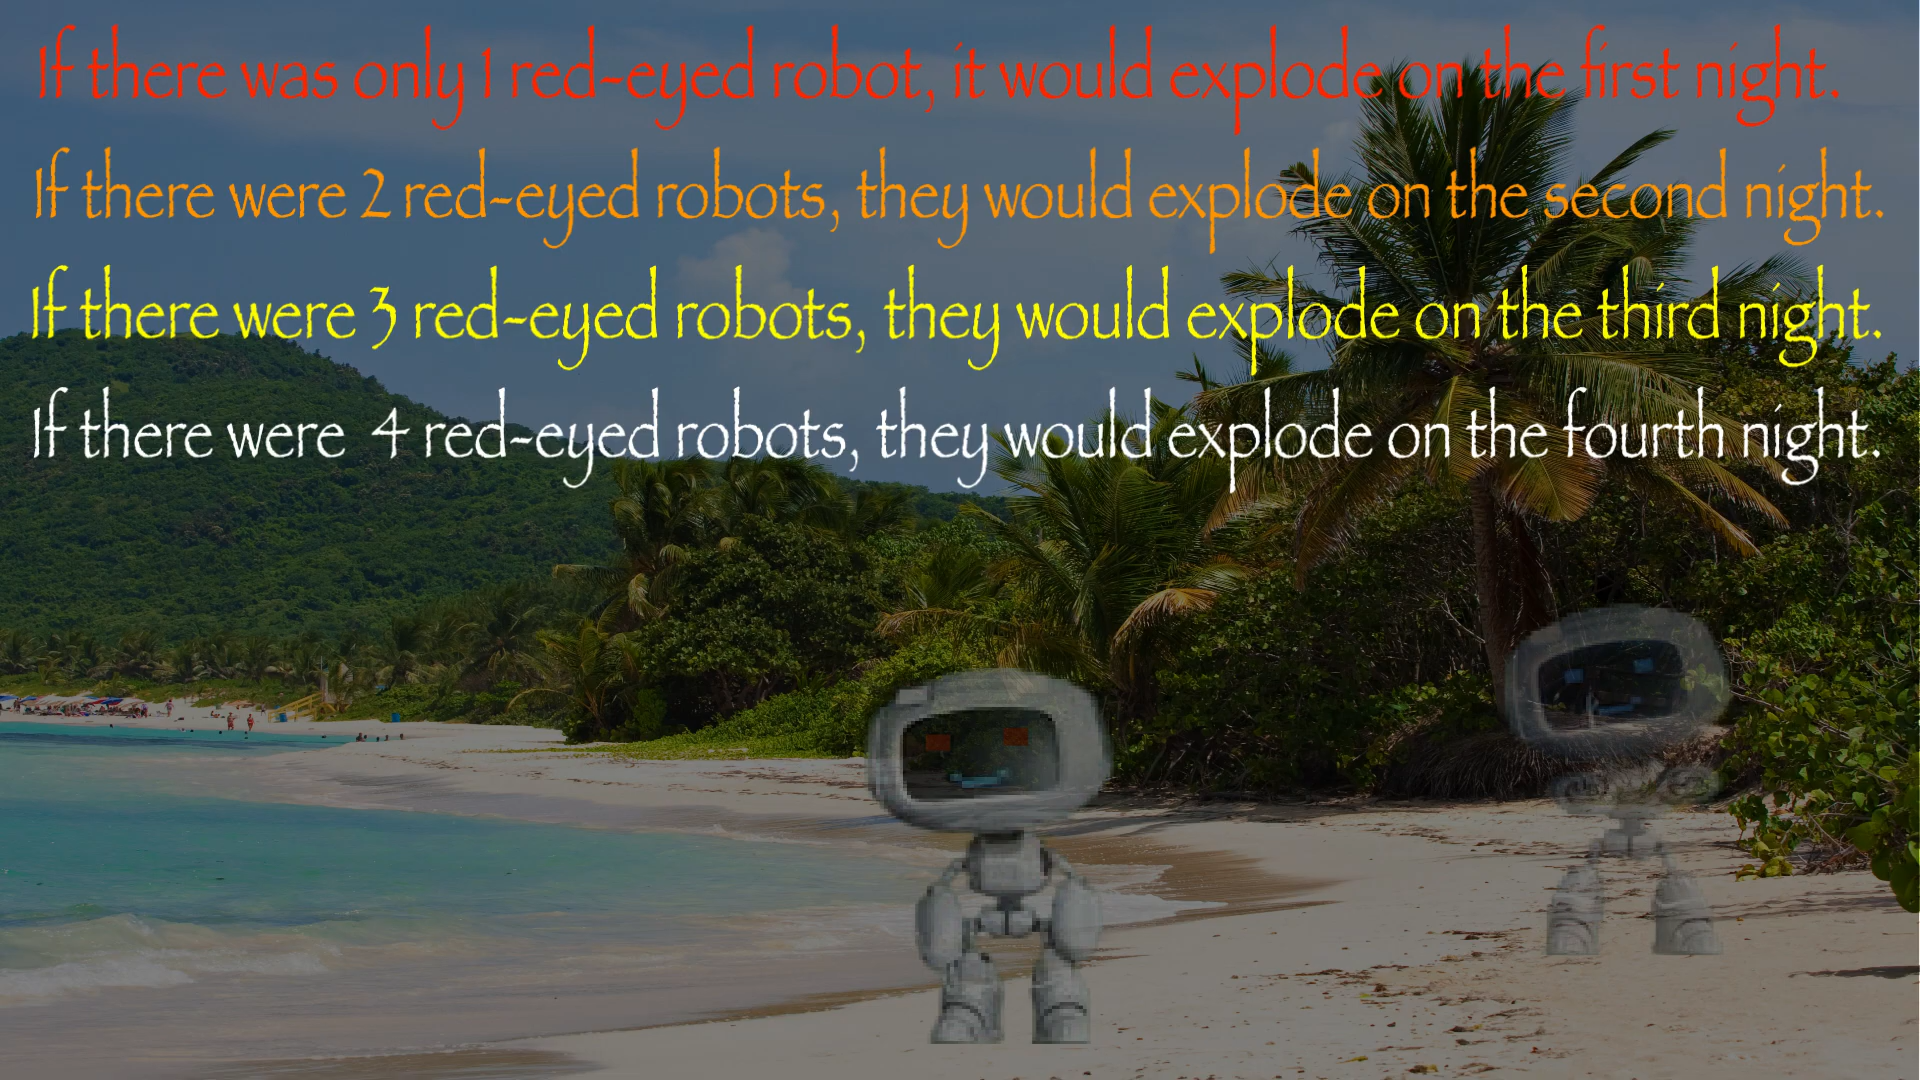 If there was only 1 red-eyed robot, it would explode on the first night.
If there were 2 red-eyed robots, they would explode on the second night.
If there were 3 red-eyed robots, they would explode on the third night.
If there were 4 red-eyed robots, they would explode on the fourth night.